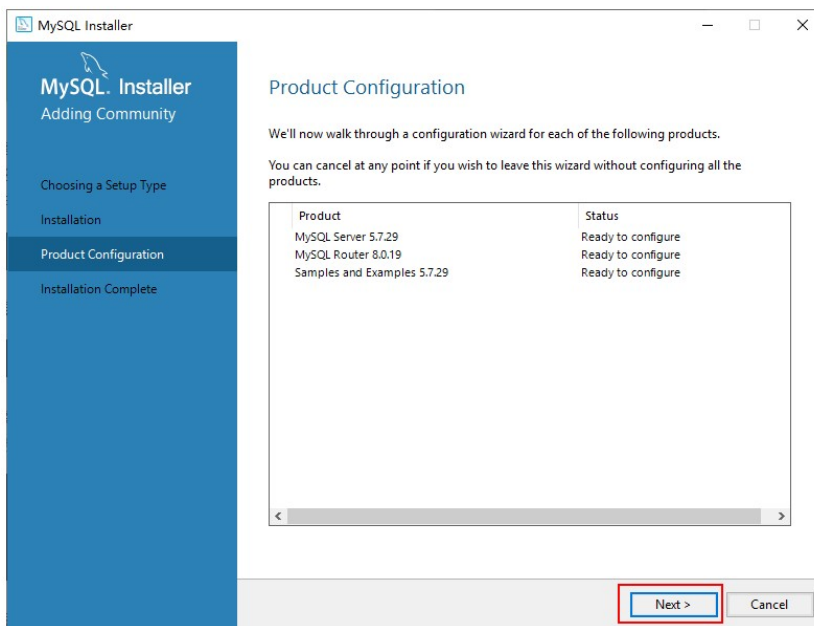 MySQL Installer
MySQL. Installer
Adding Community
Choosing a Setup Type
Installation
Product Configuration
Installation Complete
Product Configuration
We'll now walk through a configuration wizard for each of the following products.
You can cancel at any point if you wish to leave this wizard without configuring all the
products.
Product Status
MySQL Server 5.7.29 Ready to configure
MySQL Router 8.0.19 Ready to configure
Samples and Examples 5.7.29 Ready to configure
Next > Cancel